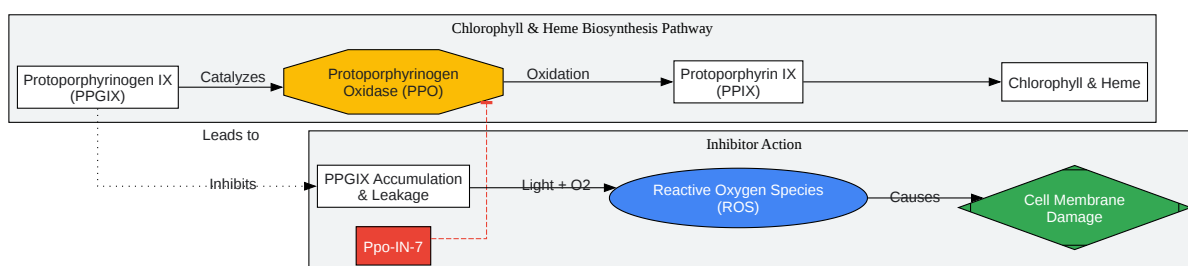 Chlorophyll & Heme Biosynthesis Pathway
Protoporphyrinogen IX
(PPGIX)
Catalyzes
Protoporphyrinogen
Oxidase (PPO)
Oxidation
Protoporphyrin IX
(PPIX)
Chlorophyll & Heme
Leads to
Inhibitor Action
Inhibits
PPGIX Accumulation
& Leakage
Light + O2
Reactive Oxygen Species
(ROS)
Causes
Cell Membrane
Damage
Ppo-IN-7